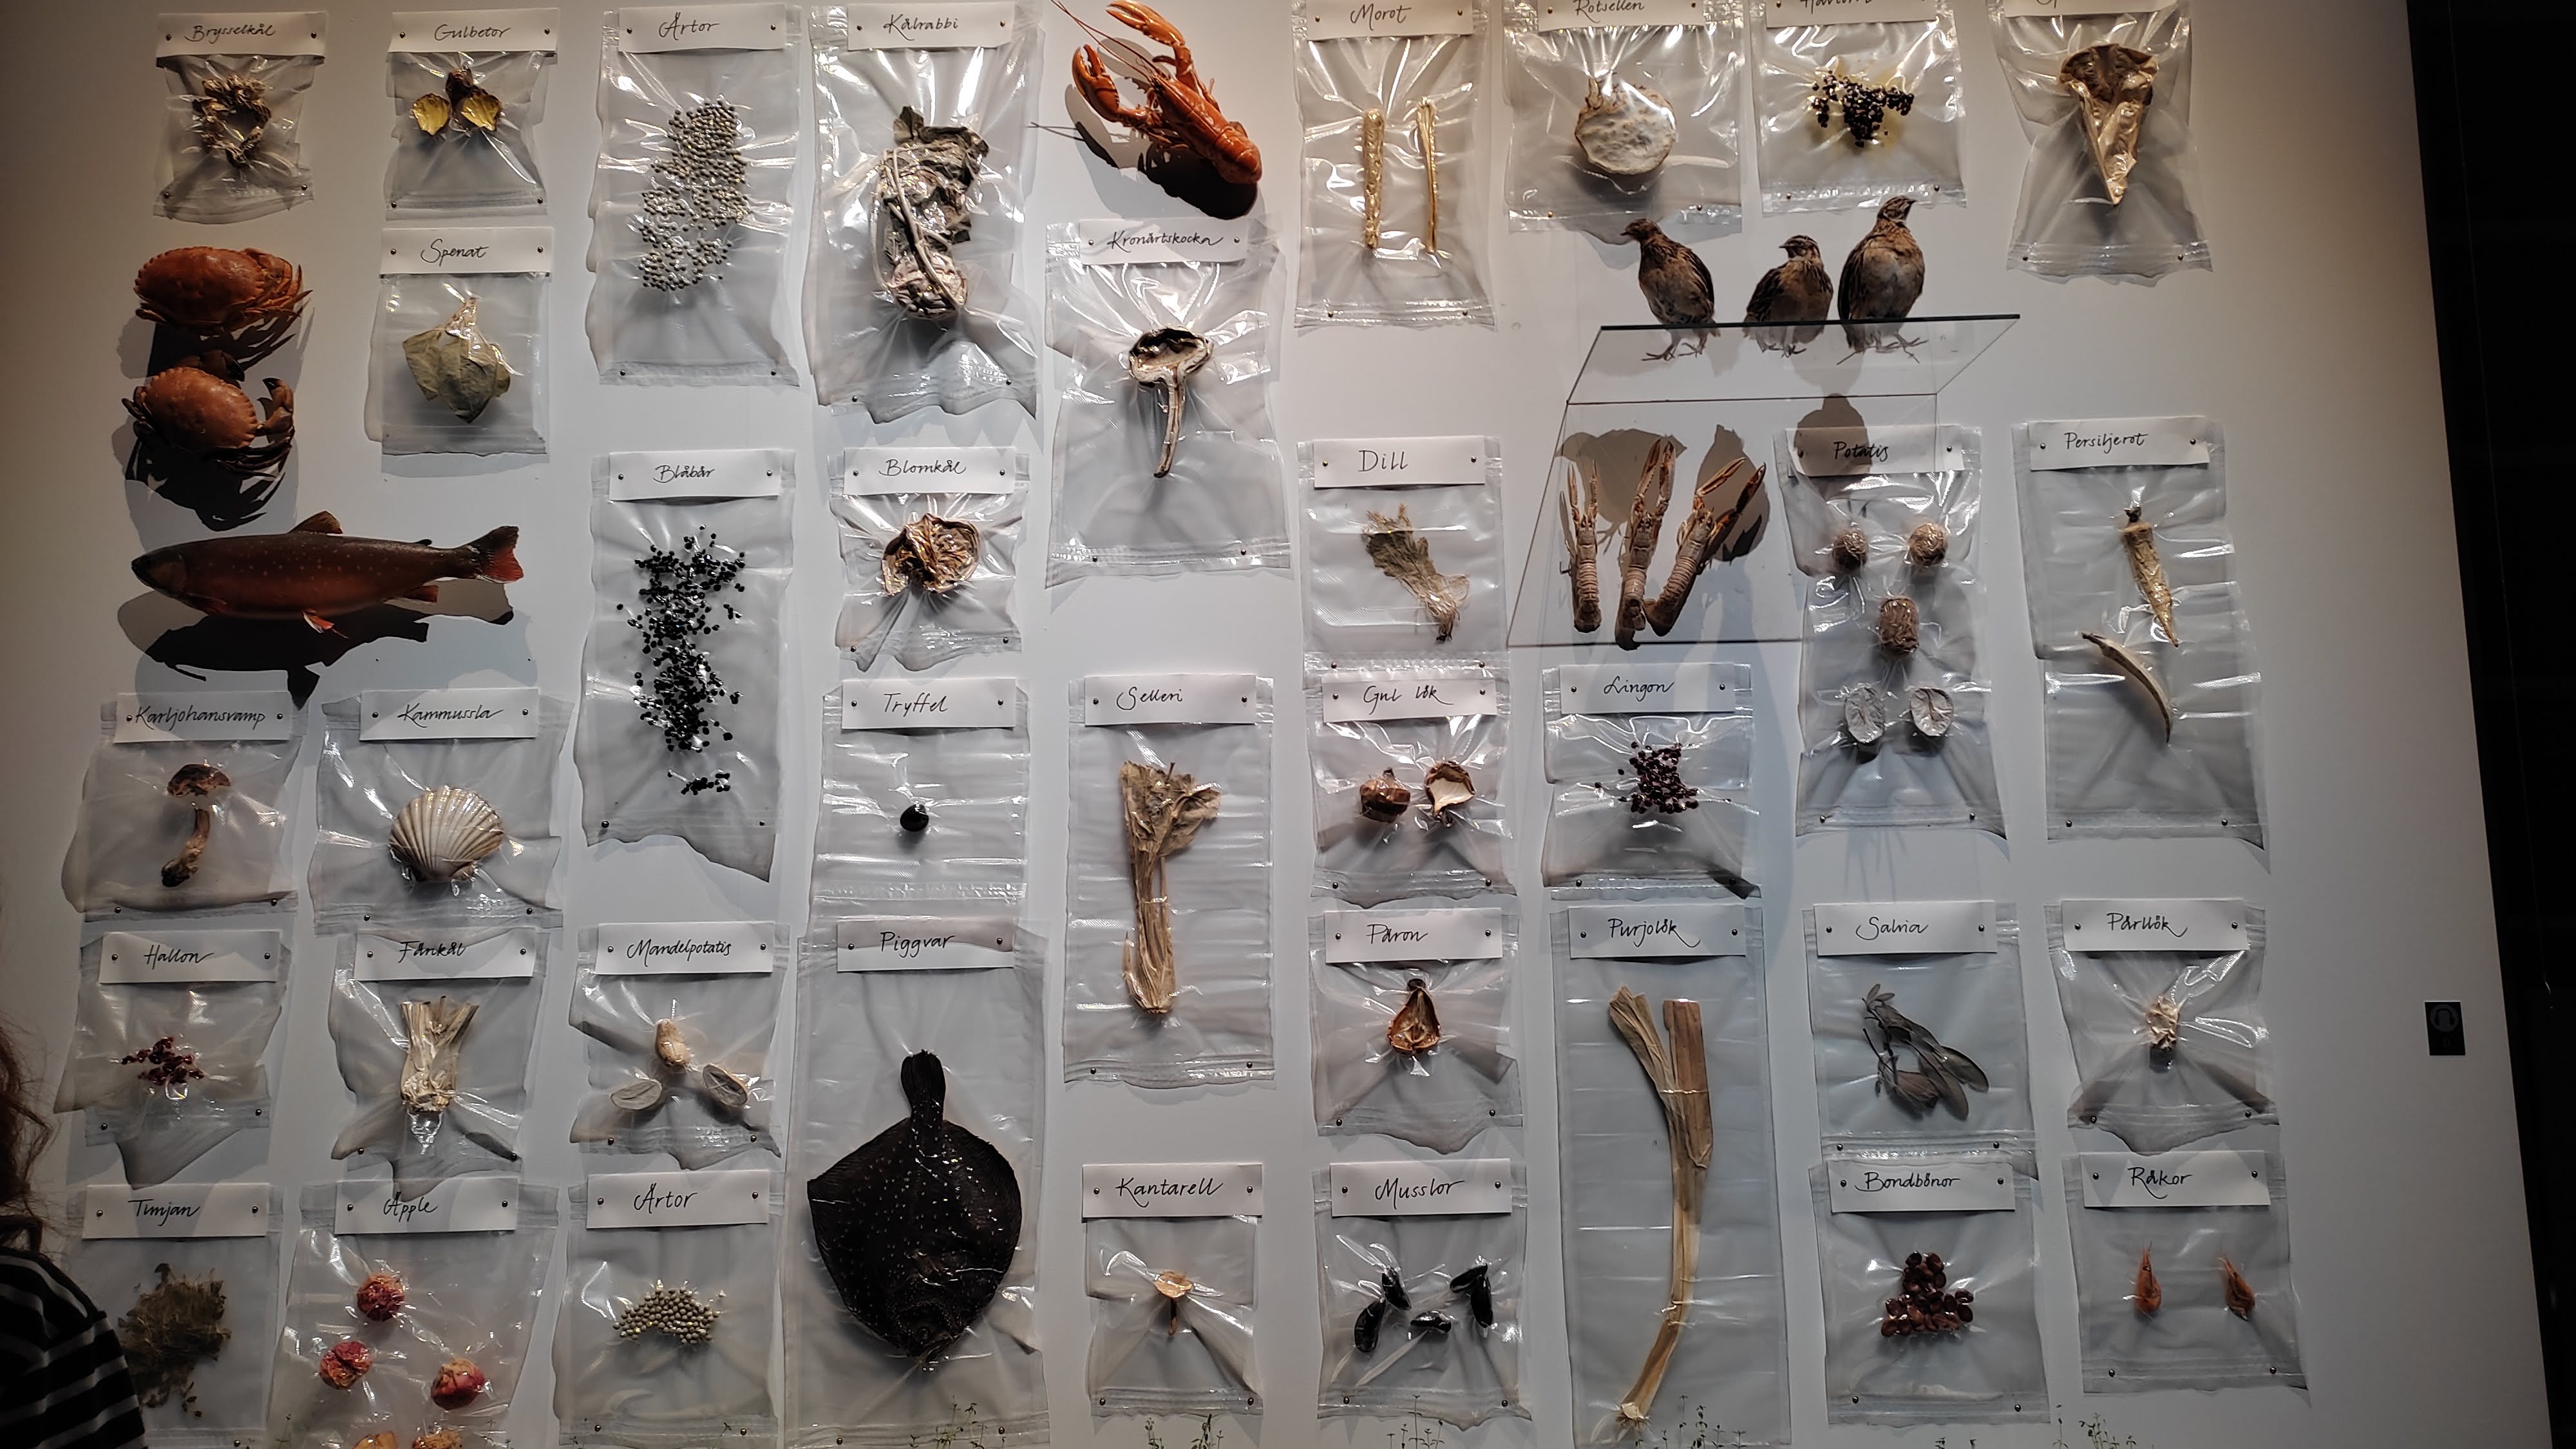 Brysselkål
Gulbetor
Ärtor
Kålrabbi
Morot
Rotselleri
Spenat
Kronärtskocka
Blåbär
Blomkål
Dill
Potatis
Persiljerot
Karljohansvamp
Kammussla
Tryffel
Selleri
Gul lök
Lingon
Hallon
Fänkål
Mandelpotatis
Piggvar
Päron
Purjolök
Salvia
Pärllök
Timjan
Äpple
Ärtor
Kantarell
Musslor
Bondbönor
Räkor